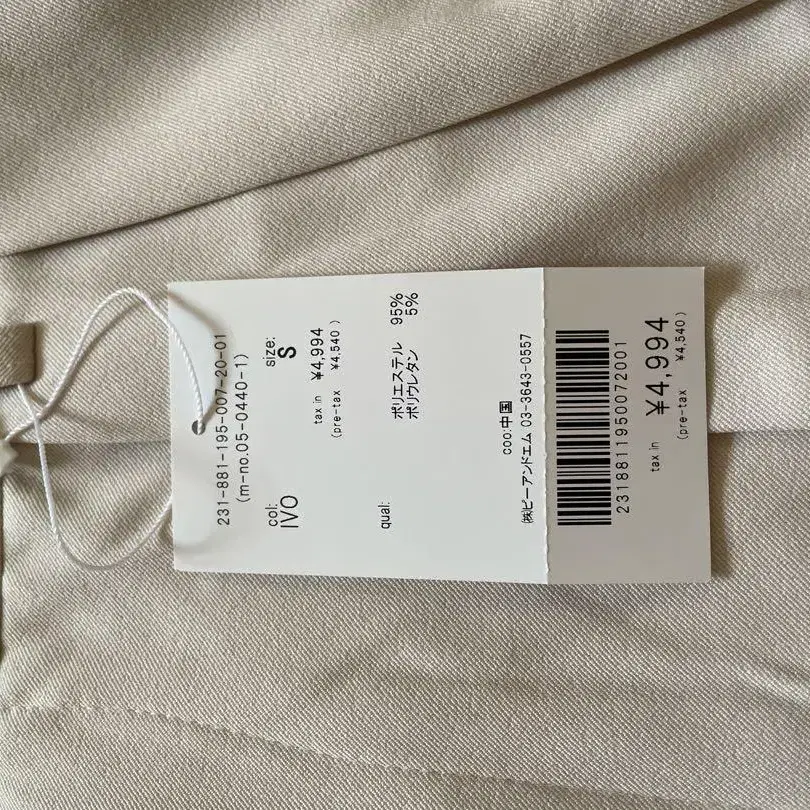 231-881-195-007-20-01
(m-no.05-0440-1)
col: size:
IVO S
tax in ¥4,994
(pre-tax ¥4,540 )
qual: ポリエステル 95%
ポリウレタン 5%
coo:中国
㈱ビーアンドエム 03-3643-0557
2318811950072001
tax in ¥4,994
(pre-tax ¥4,540)